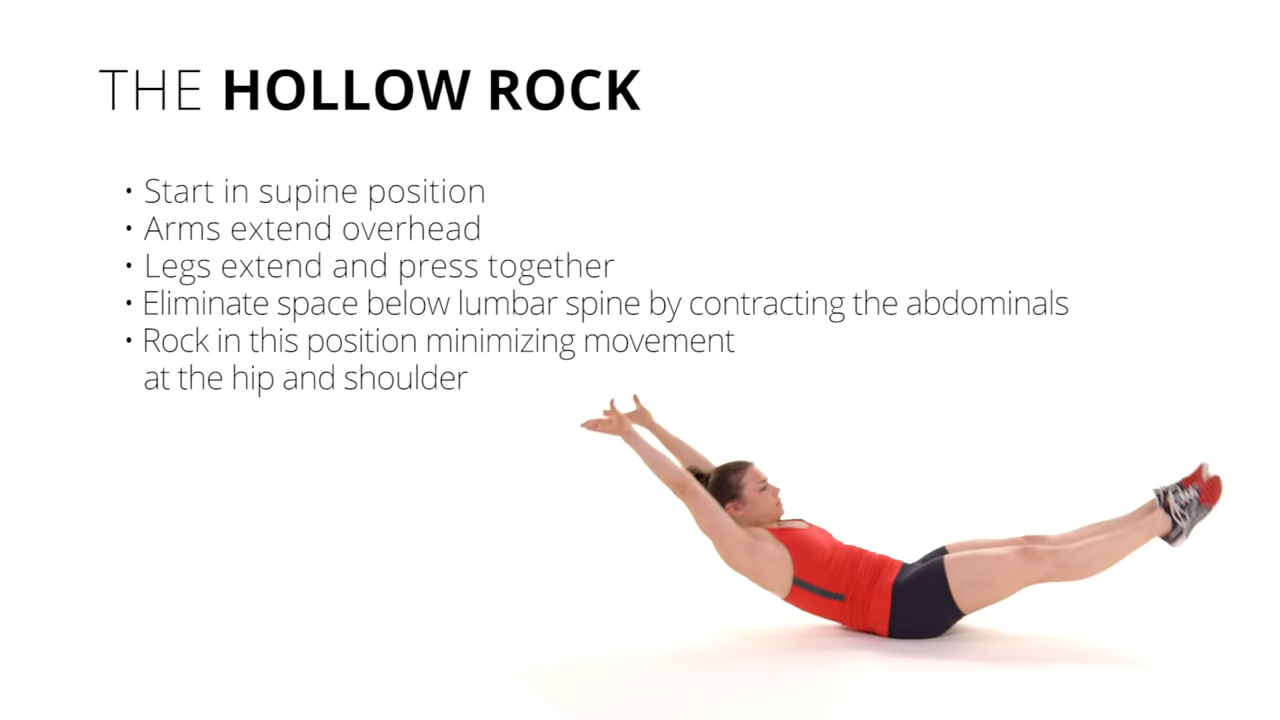 THE HOLLOW ROCK
• Start in supine position
• Arms extend overhead
• Legs extend and press together
• Eliminate space below lumbar spine by contracting the abdominals
• Rock in this position minimizing movement
at the hip and shoulder